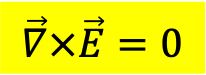 ∇⃗×E⃗ = 0